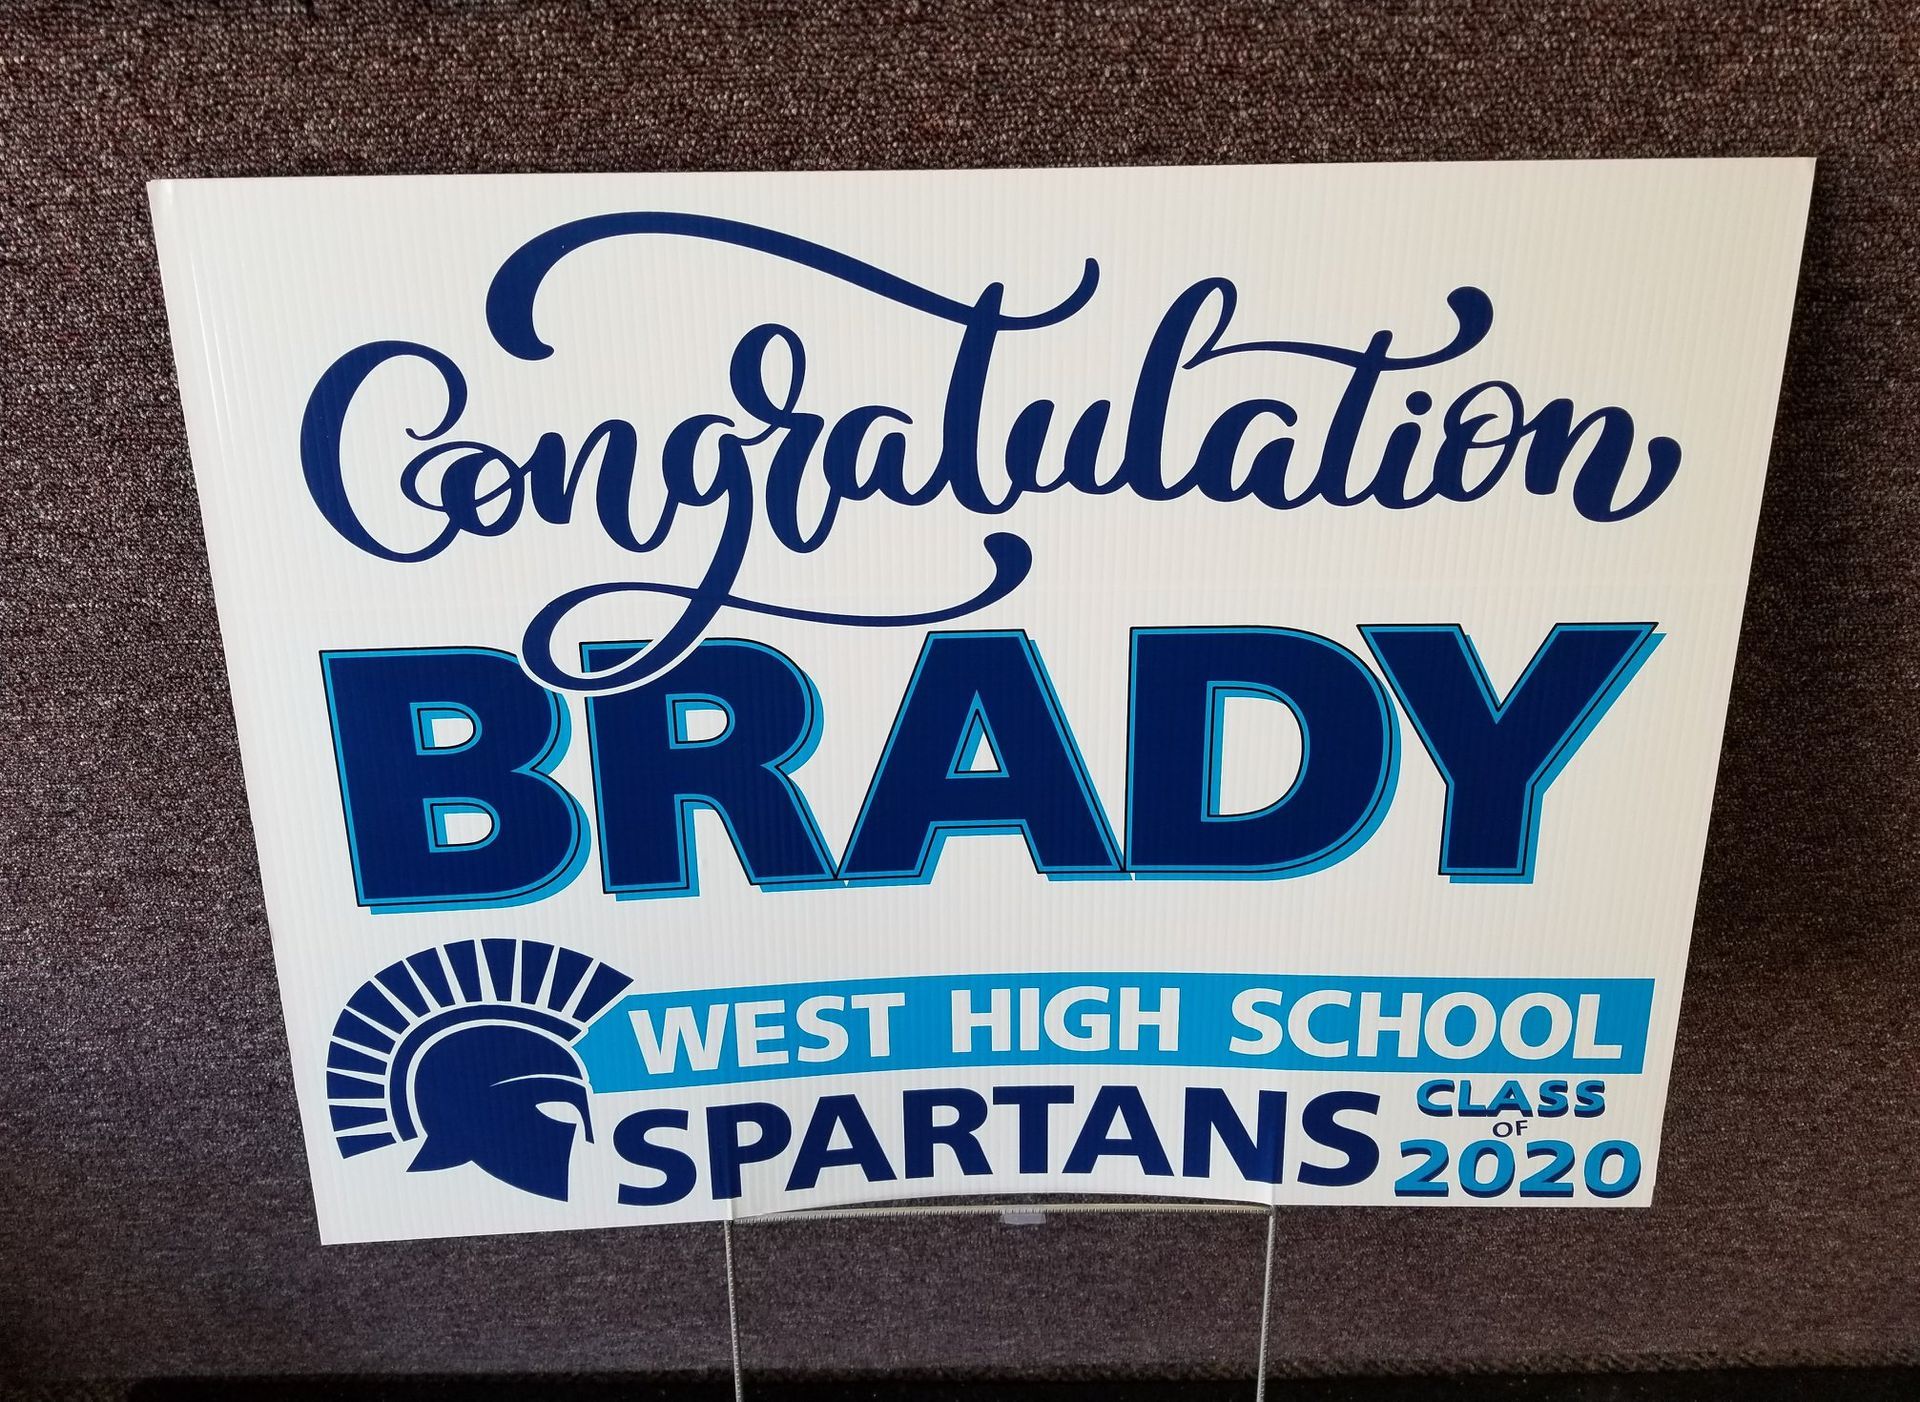 Congratulation
BRADY
WEST HIGH SCHOOL
SPARTANS
CLASS
OF
2020